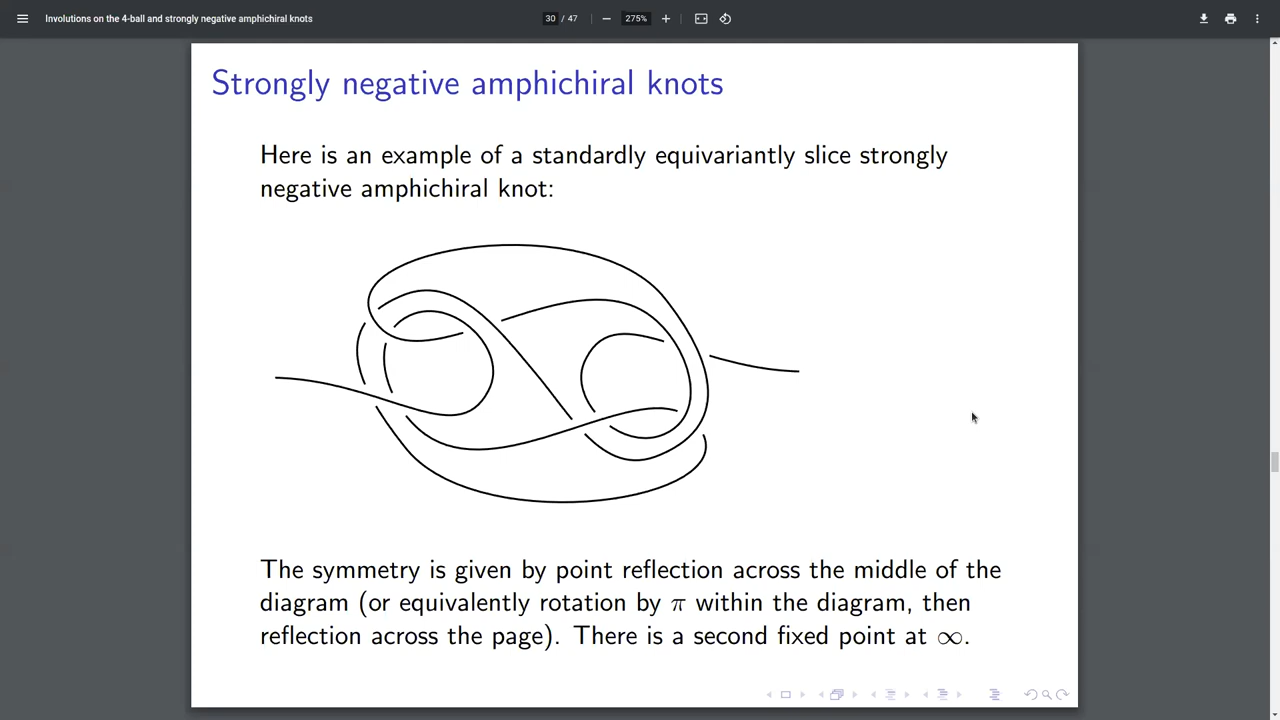 Involutions on the 4-ball and strongly negative amphichiral knots
30 / 47
275%
Strongly negative amphichiral knots
Here is an example of a standardly equivariantly slice strongly
negative amphichiral knot:
The symmetry is given by point reflection across the middle of the
diagram (or equivalently rotation by π within the diagram, then
reflection across the page). There is a second fixed point at ∞.